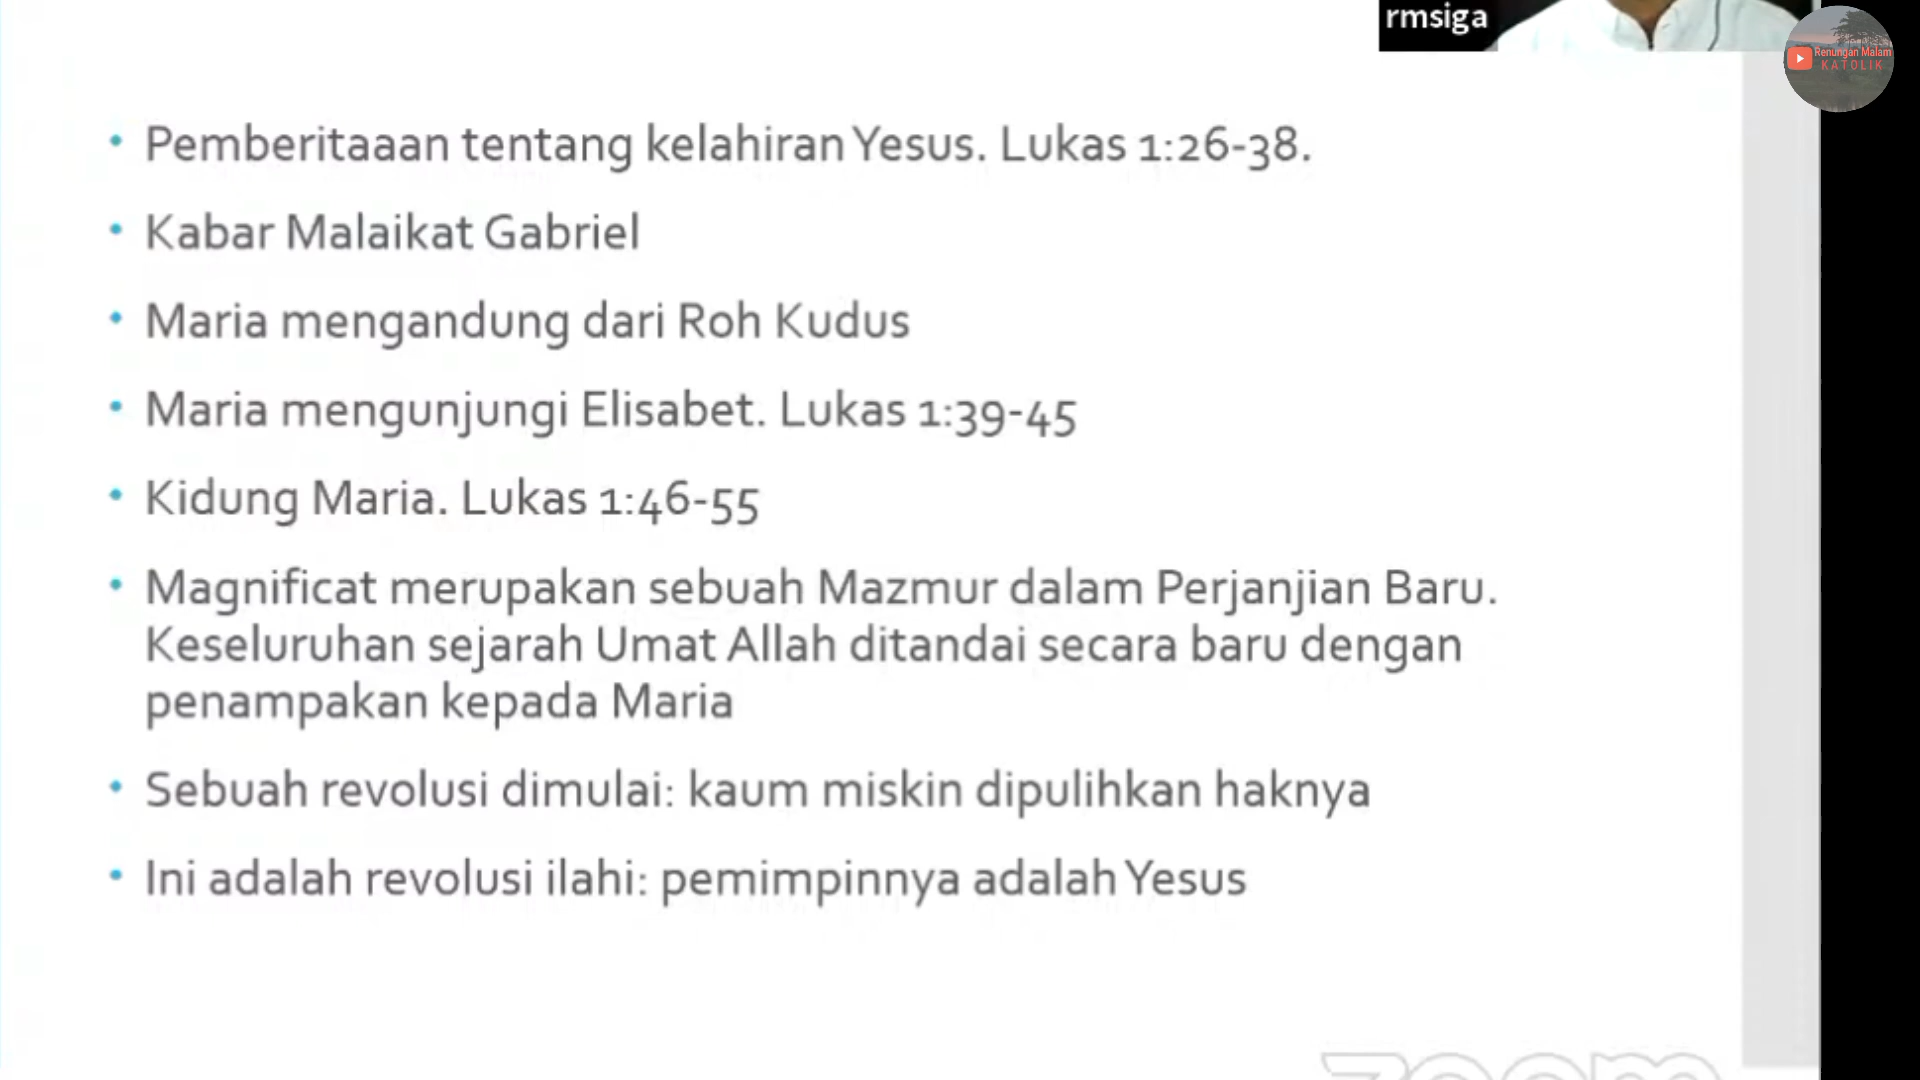 rmsiga
Renungan Malam
KATOLIK
• Pemberitaaan tentang kelahiran Yesus. Lukas 1:26-38.
• Kabar Malaikat Gabriel
• Maria mengandung dari Roh Kudus
• Maria mengunjungi Elisabet. Lukas 1:39-45
• Kidung Maria. Lukas 1:46-55
• Magnificat merupakan sebuah Mazmur dalam Perjanjian Baru.
Keseluruhan sejarah Umat Allah ditandai secara baru dengan
penampakan kepada Maria
• Sebuah revolusi dimulai: kaum miskin dipulihkan haknya
• Ini adalah revolusi ilahi: pemimpinnya adalah Yesus
zoom